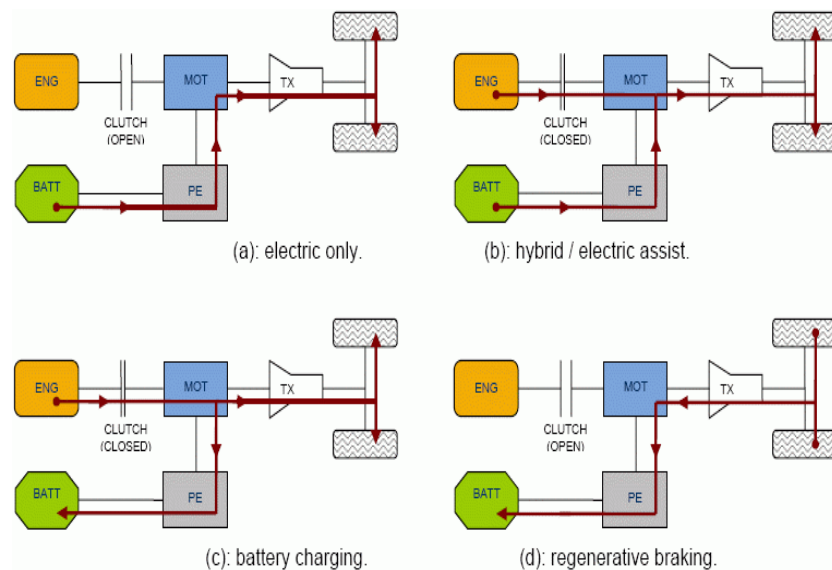 ENG
MOT
TX
CLUTCH
(OPEN)
BATT
PE
(a): electric only.
ENG
MOT
TX
CLUTCH
(CLOSED)
BATT
PE
(b): hybrid / electric assist.
ENG
MOT
TX
CLUTCH
(CLOSED)
BATT
PE
(c): battery charging.
ENG
MOT
TX
CLUTCH
(OPEN)
BATT
PE
(d): regenerative braking.